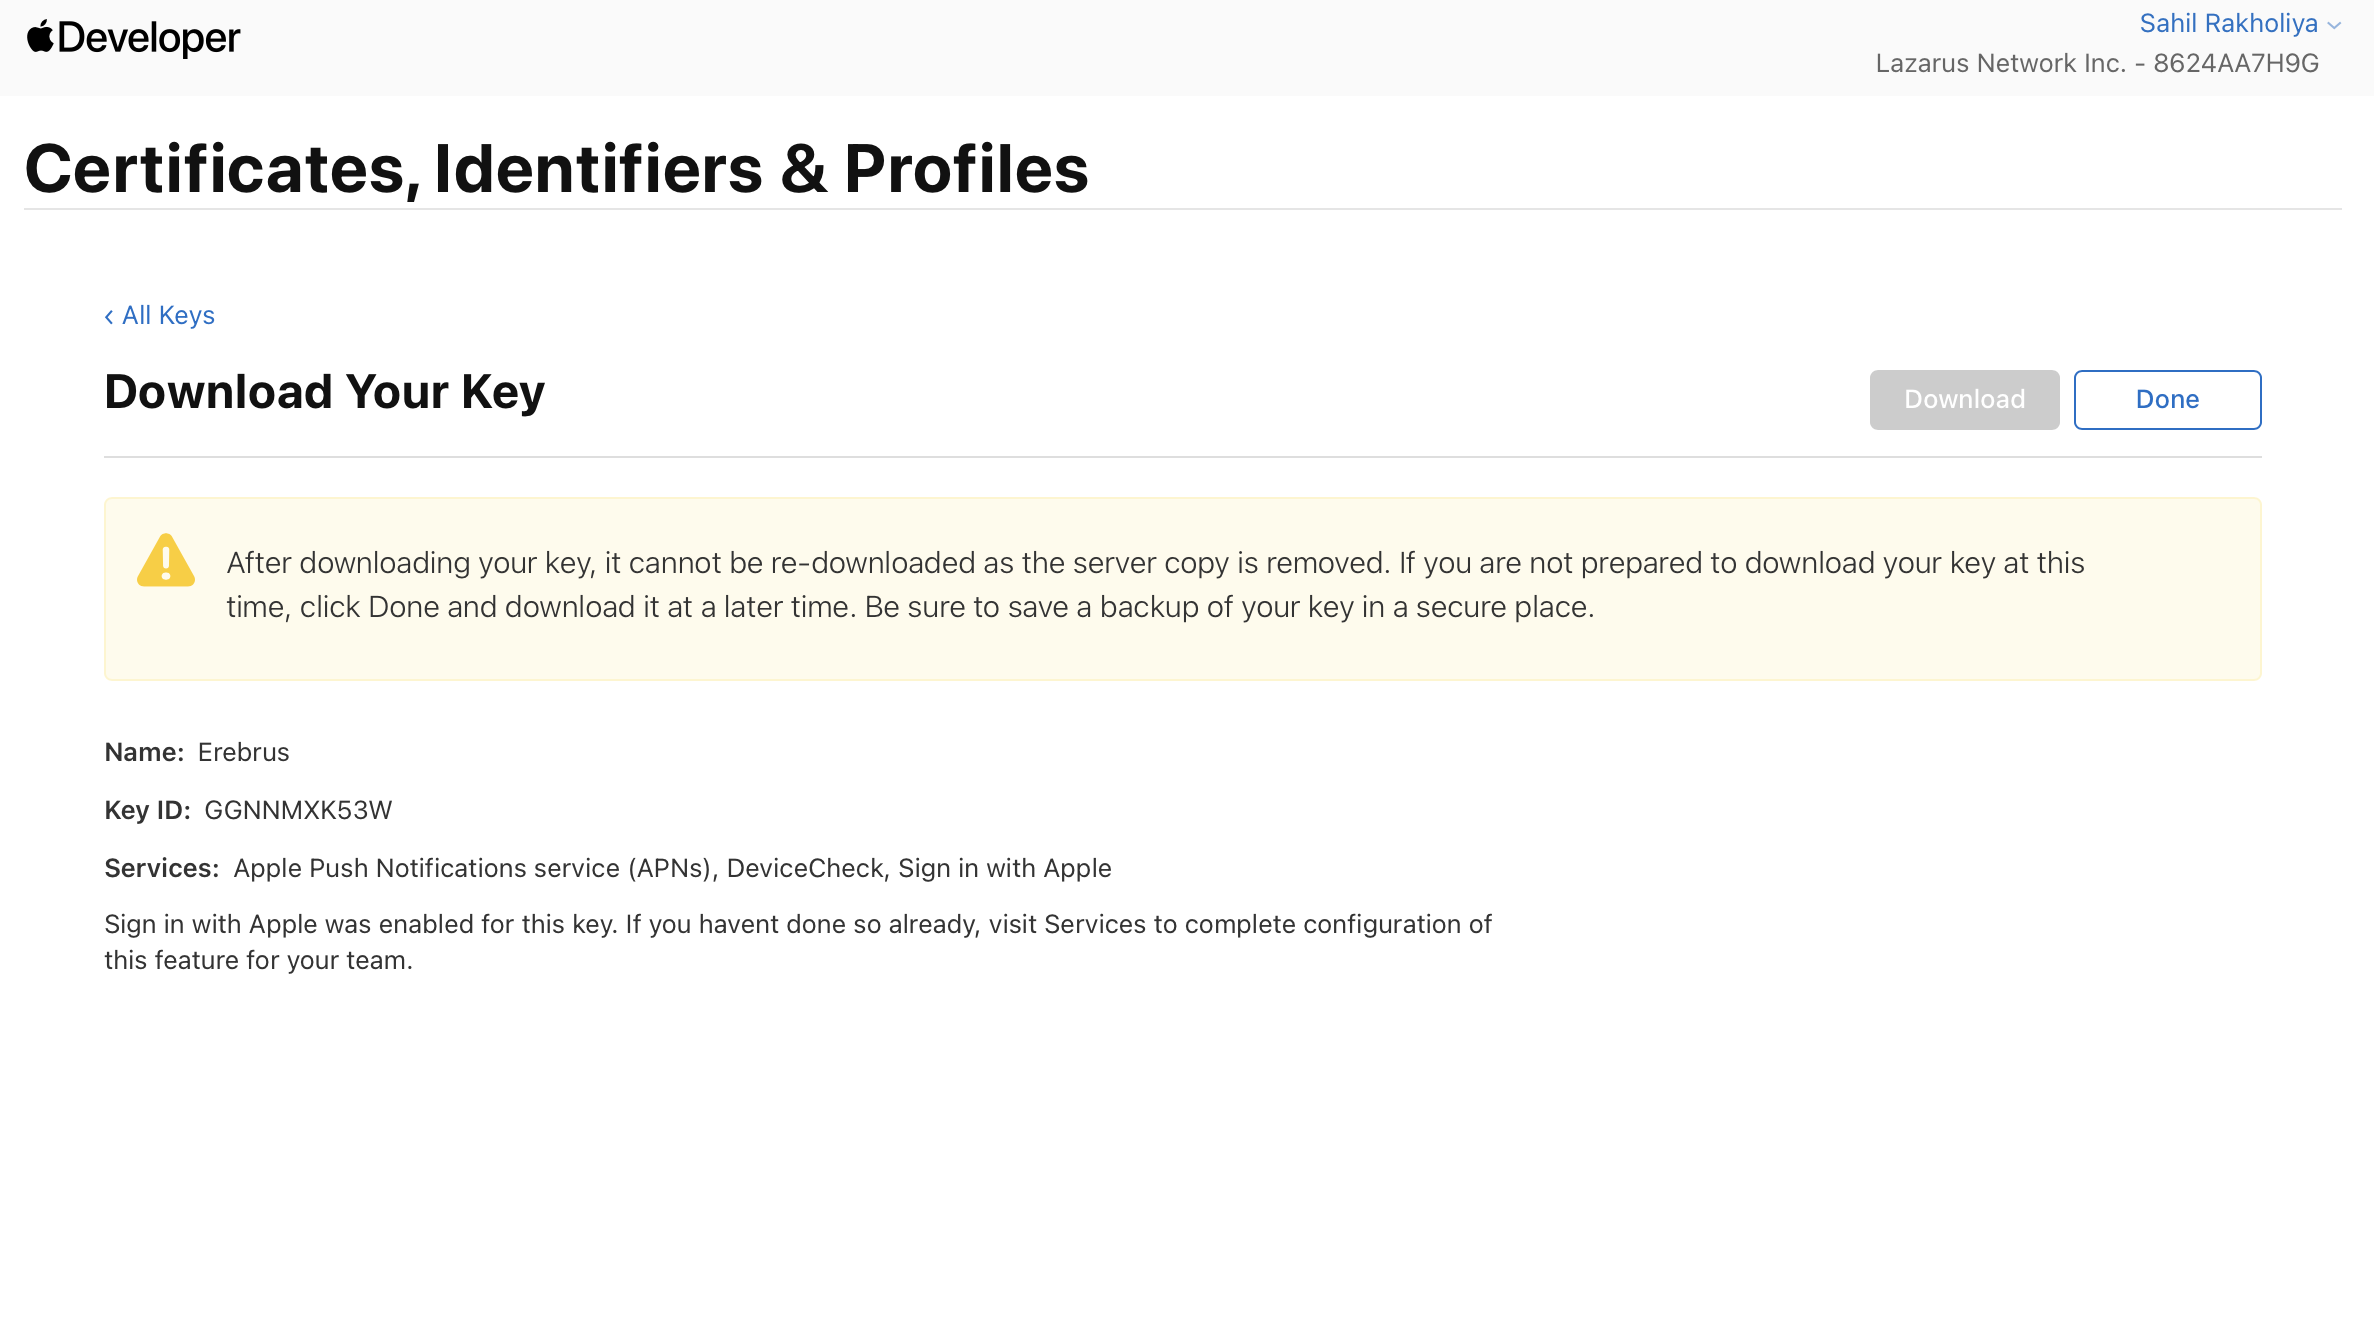 Developer
Sahil Rakholiya
Lazarus Network Inc. - 8624AA7H9G
Certificates, Identifiers & Profiles
‹ All Keys
Download Your Key
Download
Done
After downloading your key, it cannot be re-downloaded as the server copy is removed. If you are not prepared to download your key at this
time, click Done and download it at a later time. Be sure to save a backup of your key in a secure place.
Name: Erebrus
Key ID: GGNNMXK53W
Services: Apple Push Notifications service (APNs), DeviceCheck, Sign in with Apple
Sign in with Apple was enabled for this key. If you havent done so already, visit Services to complete configuration of
this feature for your team.